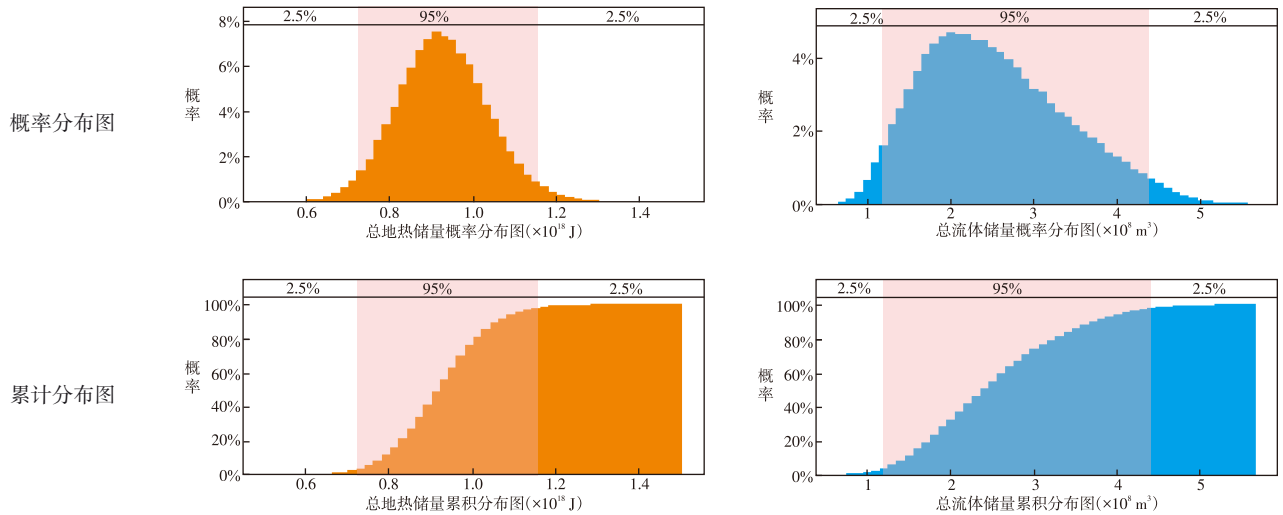 概率分布图
2.5% 95% 2.5%
8%
6%
4%
2%
0%
概率
0.6 0.8 1.0 1.2 1.4
总地热储量概率分布图(×10¹⁸ J)
2.5% 95% 2.5%
4%
2%
0%
概率
1 2 3 4 5
总流体储量概率分布图(×10⁸ m³)
累计分布图
2.5% 95% 2.5%
100%
80%
60%
40%
20%
0%
概率
0.6 0.8 1.0 1.2 1.4
总地热储量累积分布图(×10¹⁸ J)
2.5% 95% 2.5%
100%
80%
60%
40%
20%
0%
概率
1 2 3 4 5
总流体储量累积分布图(×10⁸ m³)